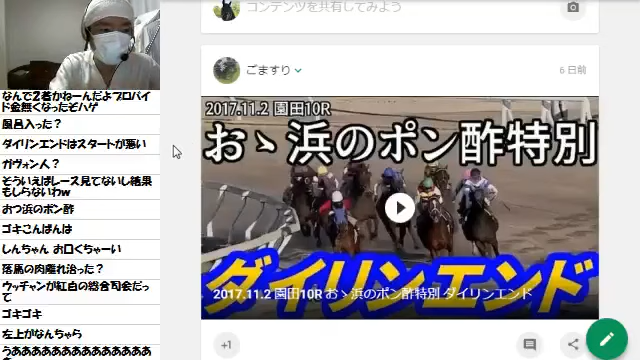 なんで2着かねーんだよプロバイ
ド金無くなったぞハゲ
風呂入った？
ダイリンエンドはスタートが悪い
ガヴォン人？
そういえばレース見てないし結果
もしらないわw
おつ浜のポン酢
ゴキこんばんは
しんちゃん お口くちゃーい
落馬の肉離れ治った？
ウッチャンが紅白の総合司会だっ
て
ゴキゴキ
左上がなんちゃら
うああああああああああああああ
コンテンツを共有してみよう
ごますり
6 日前
2017.11.2 園田10R
おゝ浜のポン酢特別
ダイリンエンド
2017.11.2 園田10R おゝ浜のポン酢特別 ダイリンエンド
+1